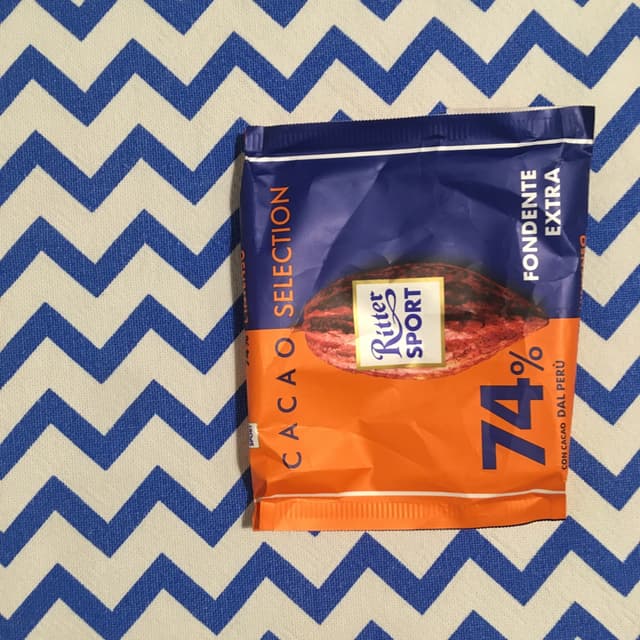 CACAO SELECTION
Ritter
SPORT
FONDENTE
EXTRA
74%
CON CACAO DAL PERÙ